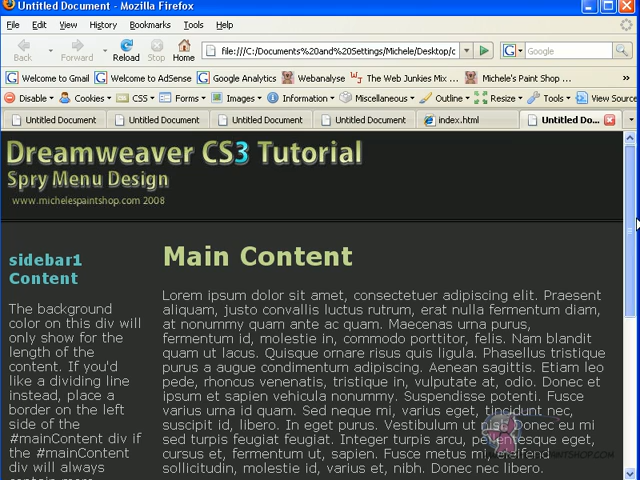 Untitled Document - Mozilla Firefox
File Edit View History Bookmarks Tools Help
Back Forward Reload Stop Home file:///C:/Documents%20and%20Settings/Michele/Desktop/c Google
Welcome to Gmail Welcome to AdSense Google Analytics Webanalyse The Web Junkies Mix ... Michele's Paint Shop ... »
Disable Cookies CSS Forms Images Information Miscellaneous Outline Resize Tools View Source
Untitled Document Untitled Document Untitled Document Untitled Document index.html Untitled Do...
Dreamweaver CS3 Tutorial
Spry Menu Design
www.michelespaintshop.com 2008
sidebar1
Content
The background
color on this div will
only show for the
length of the
content. If you'd
like a dividing line
instead, place a
border on the left
side of the
#mainContent div if
the #mainContent
div will always
contain more
Main Content
Lorem ipsum dolor sit amet, consectetuer adipiscing elit. Praesent
aliquam, justo convallis luctus rutrum, erat nulla fermentum diam,
at nonummy quam ante ac quam. Maecenas urna purus,
fermentum id, molestie in, commodo porttitor, felis. Nam blandit
quam ut lacus. Quisque ornare risus quis ligula. Phasellus tristique
purus a augue condimentum adipiscing. Aenean sagittis. Etiam leo
pede, rhoncus venenatis, tristique in, vulputate at, odio. Donec et
ipsum et sapien vehicula nonummy. Suspendisse potenti. Fusce
varius urna id quam. Sed neque mi, varius eget, tincidunt nec,
suscipit id, libero. In eget purus. Vestibulum ut nisl. Donec eu mi
sed turpis feugiat feugiat. Integer turpis arcu, pellentesque eget,
cursus et, fermentum ut, sapien. Fusce metus mi, eleifend
sollicitudin, molestie id, varius et, nibh. Donec nec libero.